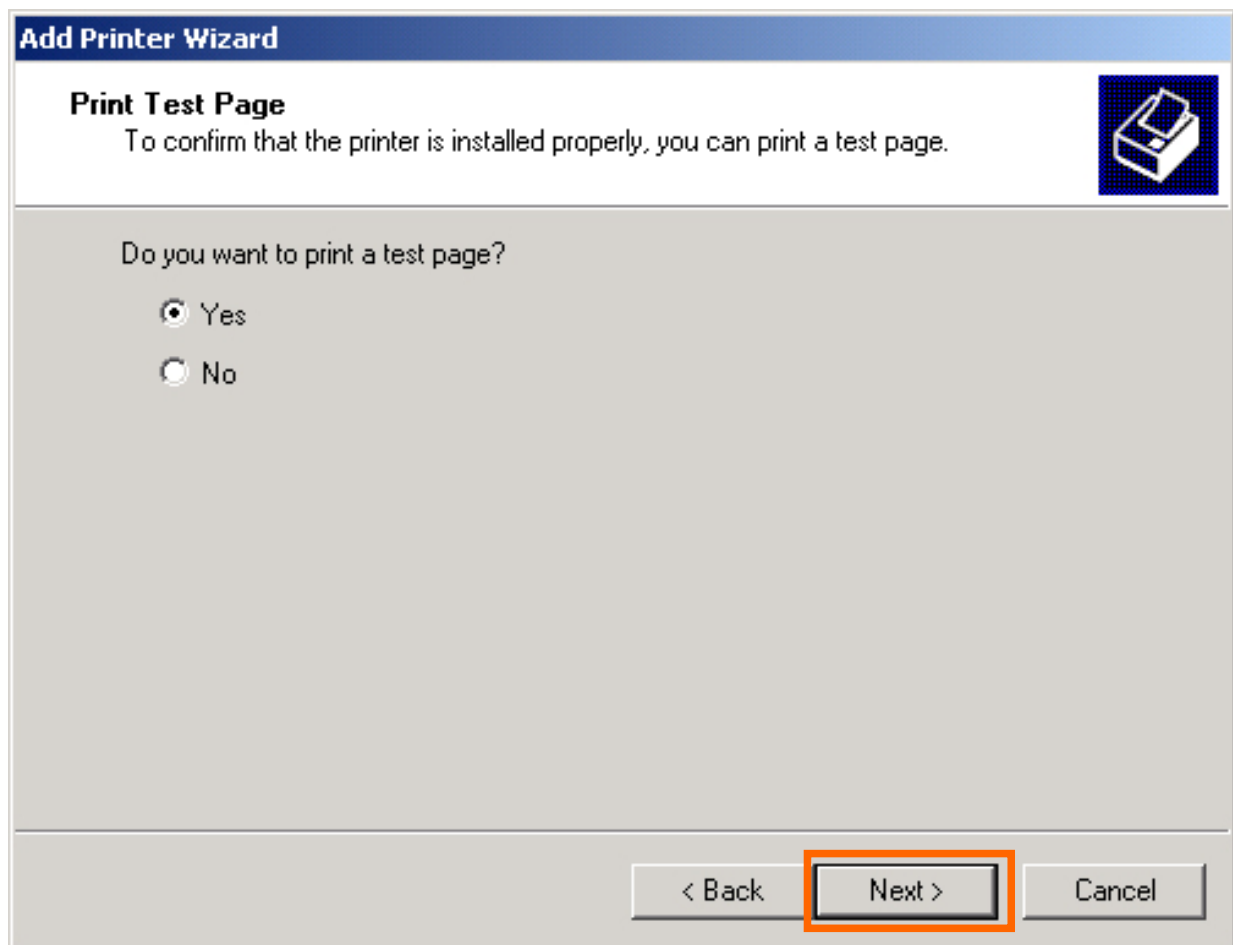 Add Printer Wizard
Print Test Page
To confirm that the printer is installed properly, you can print a test page.
Do you want to print a test page?
Yes
No
< Back Next > Cancel